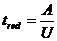 t_red = A/U